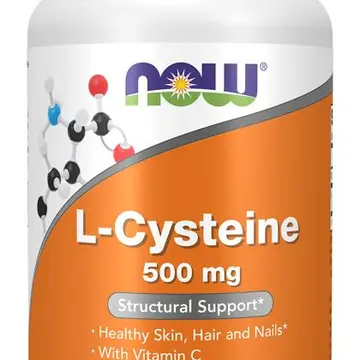 now®
L-Cysteine
500 mg
Structural Support*
· Healthy Skin, Hair and Nails*
· With Vitamin C